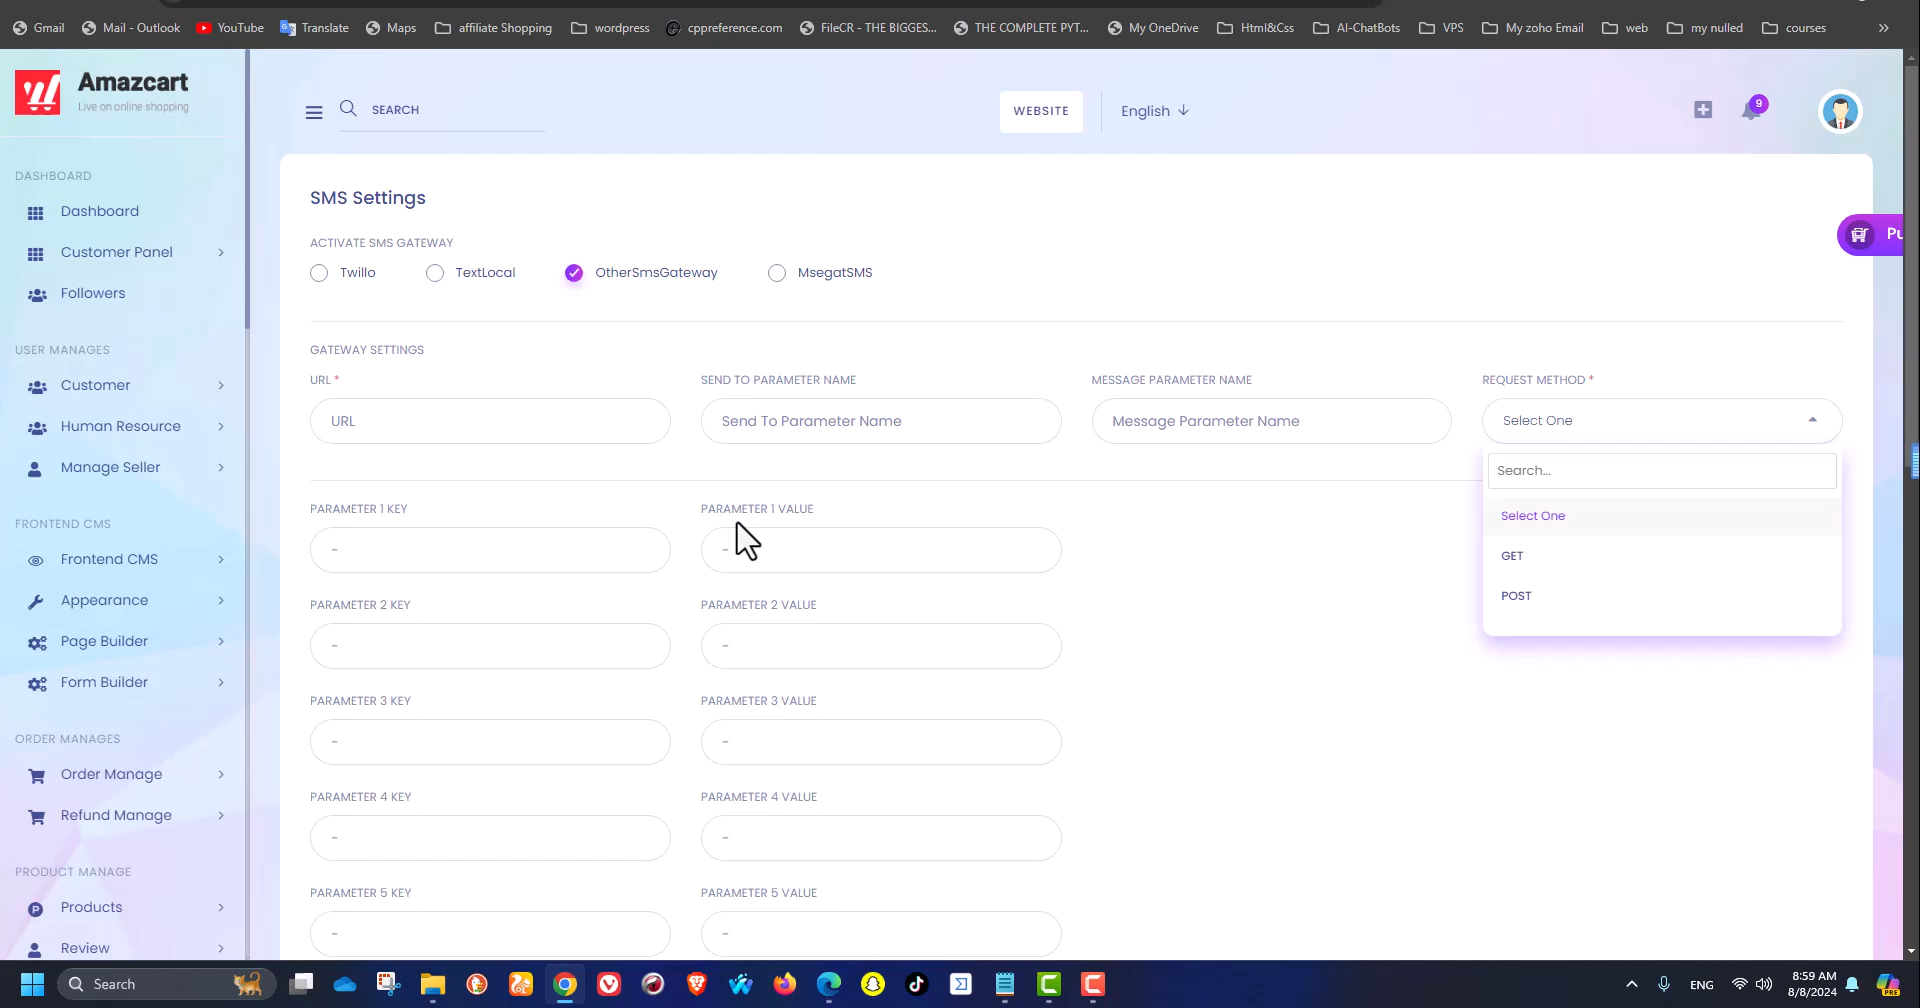 Gmail
Mail - Outlook
YouTube
Translate
Maps
affiliate Shopping
wordpress
cppreference.com
FileCR - THE BIGGES...
THE COMPLETE PYT...
My OneDrive
Html&Css
AI-ChatBots
VPS
My zoho Email
web
my nulled
courses
Amazcart
Live on online shopping
SEARCH
WEBSITE
English
9
Pu
DASHBOARD
Dashboard
Customer Panel
Followers
USER MANAGES
Customer
Human Resource
Manage Seller
FRONTEND CMS
Frontend CMS
Appearance
Page Builder
Form Builder
ORDER MANAGES
Order Manage
Refund Manage
PRODUCT MANAGE
Products
Review
SMS Settings
ACTIVATE SMS GATEWAY
Twillo
TextLocal
OtherSmsGateway
MsegatSMS
GATEWAY SETTINGS
URL *
SEND TO PARAMETER NAME
MESSAGE PARAMETER NAME
REQUEST METHOD *
URL
Send To Parameter Name
Message Parameter Name
Select One
Search...
Select One
GET
POST
PARAMETER 1 KEY
PARAMETER 1 VALUE
-
-
PARAMETER 2 KEY
PARAMETER 2 VALUE
-
-
PARAMETER 3 KEY
PARAMETER 3 VALUE
-
-
PARAMETER 4 KEY
PARAMETER 4 VALUE
-
-
PARAMETER 5 KEY
PARAMETER 5 VALUE
-
-
Search
ENG
8:59 AM
8/8/2024
PRE